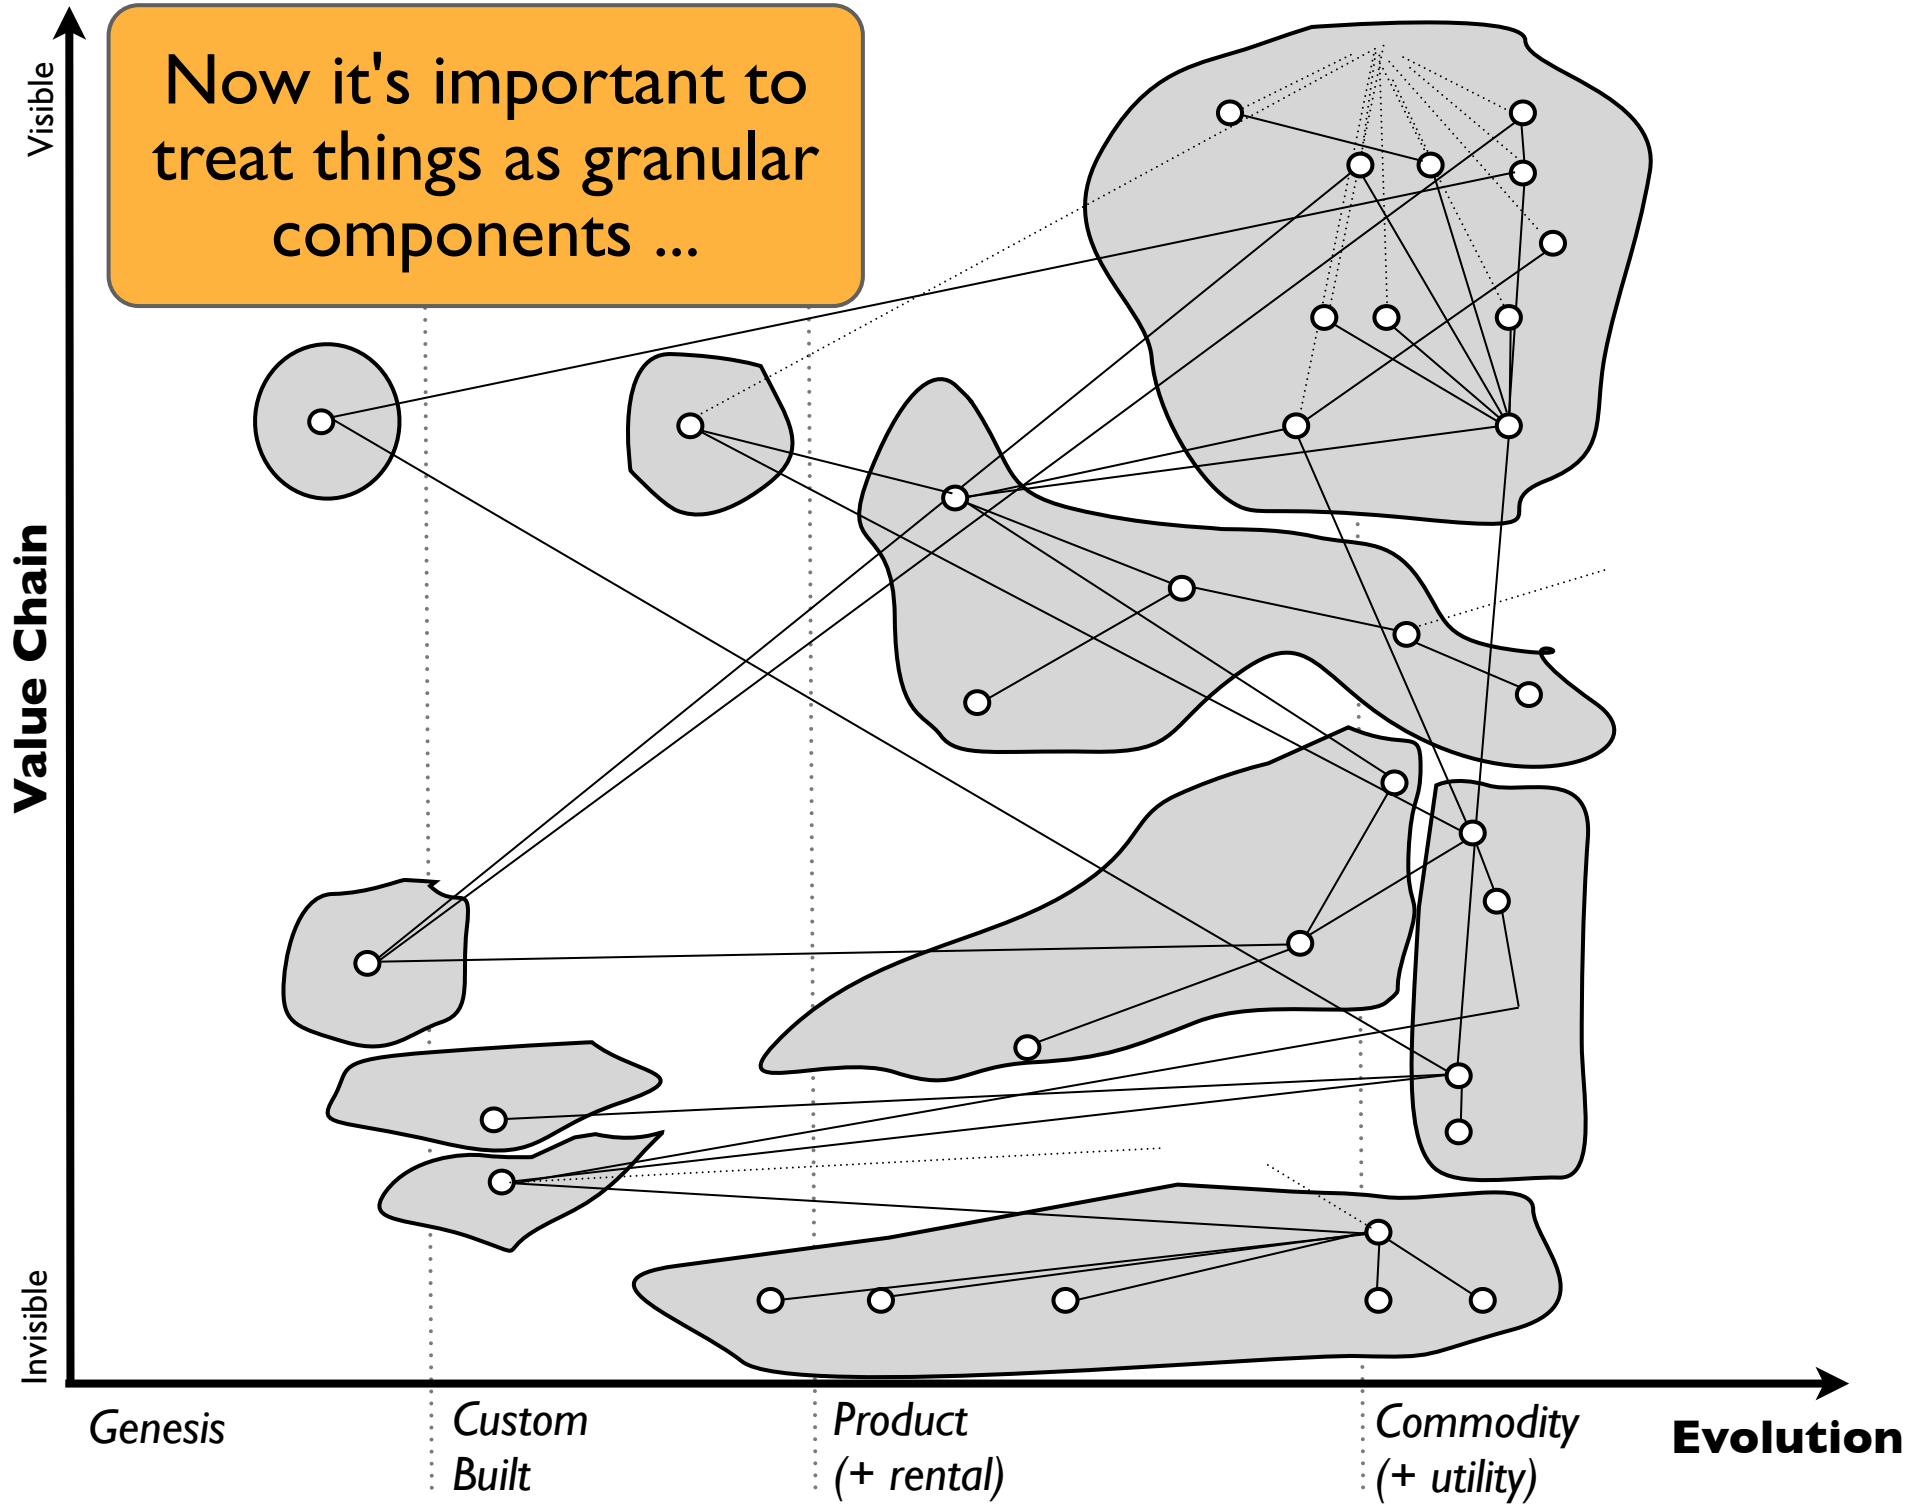 Now it's important to
treat things as granular
components ...
Visible
Value Chain
Invisible
Genesis
Custom
Built
Product
(+ rental)
Commodity
(+ utility)
Evolution